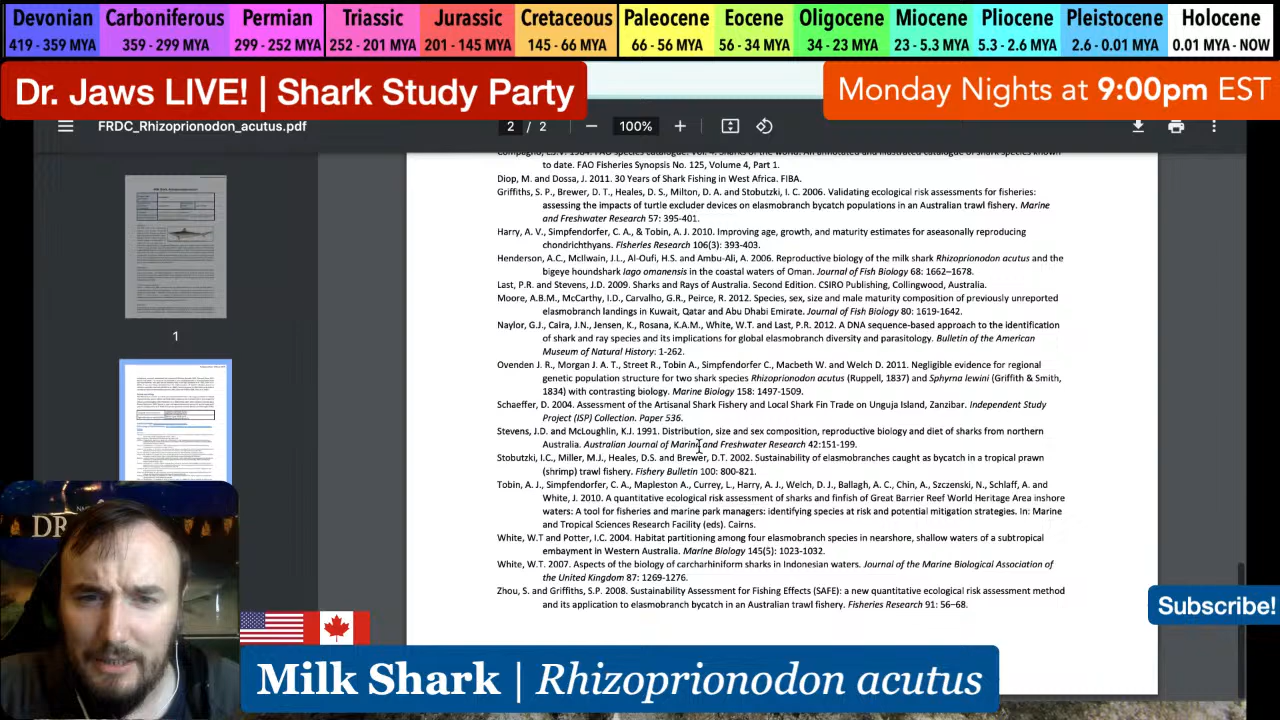 Devonian Carboniferous Permian Triassic Jurassic Cretaceous Paleocene Eocene Oligocene Miocene Pliocene Pleistocene Holocene
419 - 359 MYA 359 - 299 MYA 299 - 252 MYA 252 - 201 MYA 201 - 145 MYA 145 - 66 MYA 66 - 56 MYA 56 - 34 MYA 34 - 23 MYA 23 - 5.3 MYA 5.3 - 2.6 MYA 2.6 - 0.01 MYA 0.01 MYA - NOW
Dr. Jaws LIVE! | Shark Study Party
Monday Nights at 9:00pm EST
FRDC_Rhizoprionodon_acutus.pdf
2 / 2
100%
to date. FAO Fisheries Synopsis No. 125, Volume 4, Part 1.
Diop, M. and Dossa, J. 2011. 30 Years of Shark Fishing in West Africa. FIBA.
Griffiths, S. P., Brewer, D. T., Heales, D. S., Milton, D. A. and Stobutzki, I. C. 2006. Validating ecological risk assessments for fisheries:
assessing the impacts of turtle excluder devices on elasmobranch bycatch populations in an Australian trawl fishery. Marine
and Freshwater Research 57: 395-401.
Harry, A. V., Simpfendorfer, C. A., & Tobin, A. J. 2010. Improving age, growth, and maturity estimates for aseasonally reproducing
chondrichthyans. Fisheries Research 106(3): 393-403.
Henderson, A.C., McIlwain, J.L., Al-Oufi, H.S. and Ambu-Ali, A. 2006. Reproductive biology of the milk shark Rhizoprionodon acutus and the
bigeye houndshark Iago omanensis in the coastal waters of Oman. Journal of Fish Biology 68: 1662–1678.
Last, P.R. and Stevens, J.D. 2009. Sharks and Rays of Australia. Second Edition. CSIRO Publishing, Collingwood, Australia.
Moore, A.B.M., McCarthy, I.D., Carvalho, G.R., Peirce, R. 2012. Species, sex, size and male maturity composition of previously unreported
elasmobranch landings in Kuwait, Qatar and Abu Dhabi Emirate. Journal of Fish Biology 80: 1619-1642.
Naylor, G.J., Caira, J.N., Jensen, K., Rosana, K.A.M., White, W.T. and Last, P.R. 2012. A DNA sequence-based approach to the identification
of shark and ray species and its implications for global elasmobranch diversity and parasitology. Bulletin of the American
Museum of Natural History: 1-262.
Ovenden J. R., Morgan J. A. T., Street R., Tobin A., Simpfendorfer C., Macbeth W. and Welch D. 2011. Negligible evidence for regional
genetic population structure for two shark species Rhizoprionodon acutus (Ruppell, 1837) and Sphyrna lewini (Griffith & Smith,
1834) with contrasting biology. Marine Biology 158: 1497-1509.
Schaeffer, D. 2004. Assessment of the Artisanal Shark Fishery and Local Shark Fin Trade on Unguja Island, Zanzibar. Independent Study
Project (ISP) Collection. Paper 536.
Stevens, J.D. and McLoughlin, K.J. 1991. Distribution, size and sex composition, reproductive biology and diet of sharks from northern
Australia. Australian Journal of Marine and Freshwater Research 42:151-199.
Stobutzki, I.C., Miller, M.J., Heales, D.S. and Brewer, D.T. 2002. Sustainability of elasmobranches caught as bycatch in a tropical prawn
(shrimp) trawl fishery. Fishery Bulletin 100: 800-821.
Tobin, A. J., Simpfendorfer, C. A., Mapleston, A., Currey, L., Harry, A. J., Welch, D. J., Ballagh, A. C., Chin, A., Szczenski, N., Schlaff, A. and
White, J. 2010. A quantitative ecological risk assessment of sharks and finfish of Great Barrier Reef World Heritage Area inshore
waters: A tool for fisheries and marine park managers: identifying species at risk and potential mitigation strategies. In: Marine
and Tropical Sciences Research Facility (eds). Cairns.
White, W.T and Potter, I.C. 2004. Habitat partitioning among four elasmobranch species in nearshore, shallow waters of a subtropical
embayment in Western Australia. Marine Biology 145(5): 1023-1032.
White, W.T. 2007. Aspects of the biology of carcharhiniform sharks in Indonesian waters. Journal of the Marine Biological Association of
the United Kingdom 87: 1269-1276.
Zhou, S. and Griffiths, S.P. 2008. Sustainability Assessment for Fishing Effects (SAFE): a new quantitative ecological risk assessment method
and its application to elasmobranch bycatch in an Australian trawl fishery. Fisheries Research 91: 56–68.
1
DR
Subscribe!
Milk Shark | Rhizoprionodon acutus